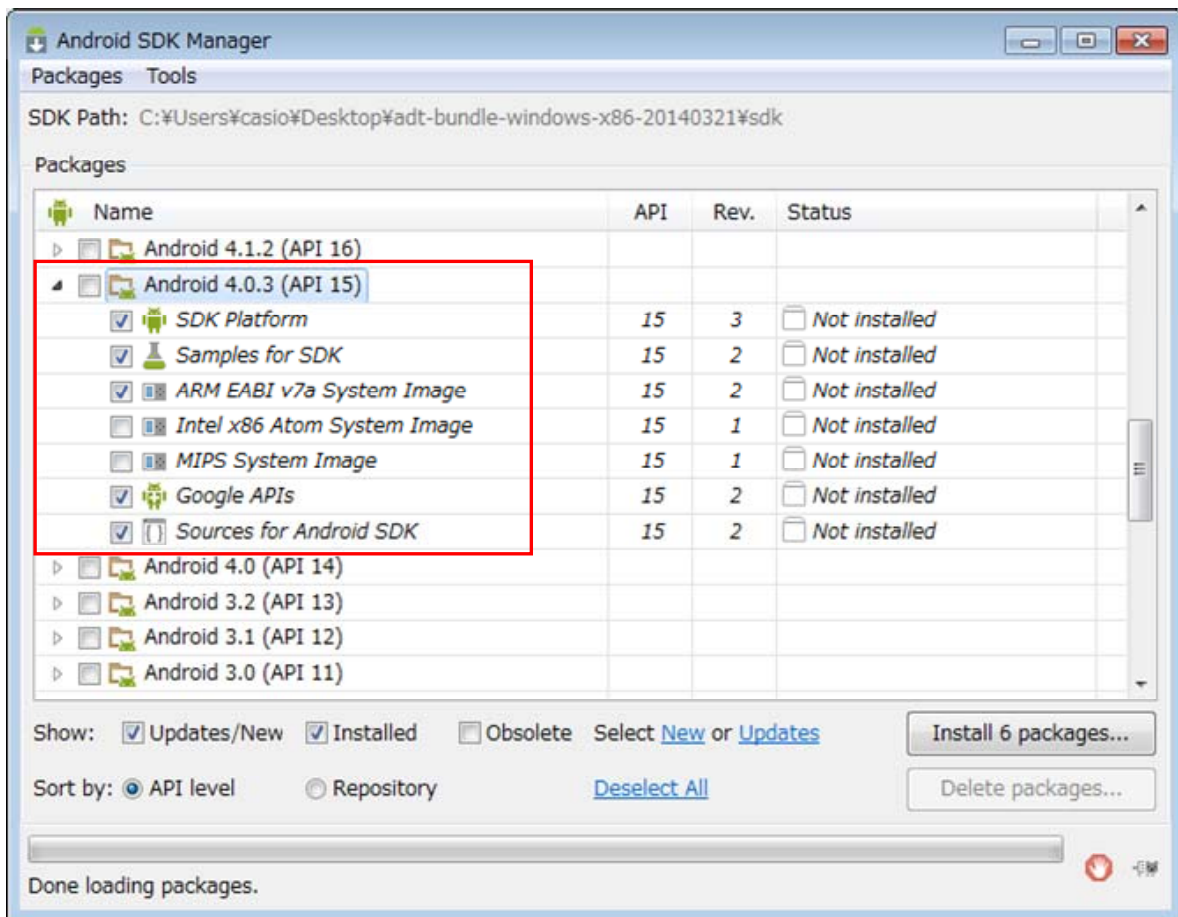 Android SDK Manager
Packages Tools
SDK Path: C:¥Users¥casio¥Desktop¥adt-bundle-windows-x86-20140321¥sdk
Packages
Name API Rev. Status
Android 4.1.2 (API 16)
Android 4.0.3 (API 15)
SDK Platform 15 3 Not installed
Samples for SDK 15 2 Not installed
ARM EABI v7a System Image 15 2 Not installed
Intel x86 Atom System Image 15 1 Not installed
MIPS System Image 15 1 Not installed
Google APIs 15 2 Not installed
Sources for Android SDK 15 2 Not installed
Android 4.0 (API 14)
Android 3.2 (API 13)
Android 3.1 (API 12)
Android 3.0 (API 11)
Show: Updates/New Installed Obsolete Select New or Updates Install 6 packages...
Sort by: API level Repository Deselect All Delete packages...
Done loading packages.